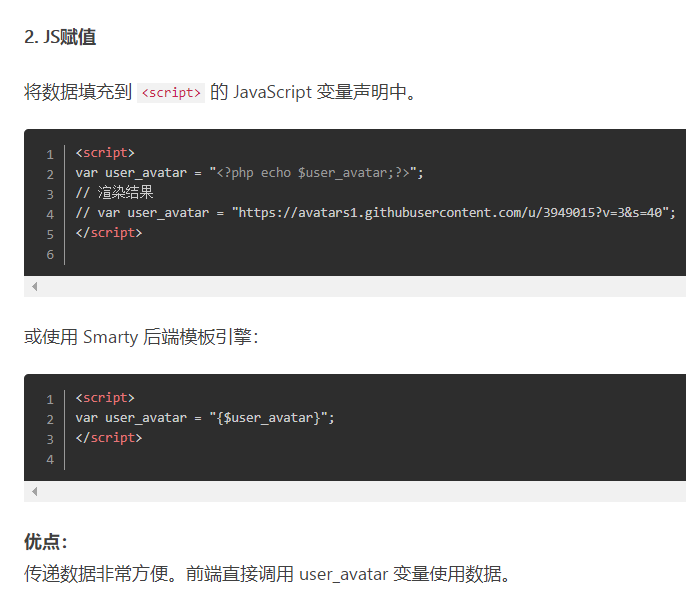 2. JS赋值
将数据填充到 <script> 的 JavaScript 变量声明中。
1 <script>
2 var user_avatar = "<?php echo $user_avatar;?>";
3 // 渲染结果
4 // var user_avatar = "https://avatars1.githubusercontent.com/u/3949015?v=3&s=40";
5 </script>
6
或使用 Smarty 后端模板引擎：
1 <script>
2 var user_avatar = "{$user_avatar}";
3 </script>
4
优点：
传递数据非常方便。前端直接调用 user_avatar 变量使用数据。